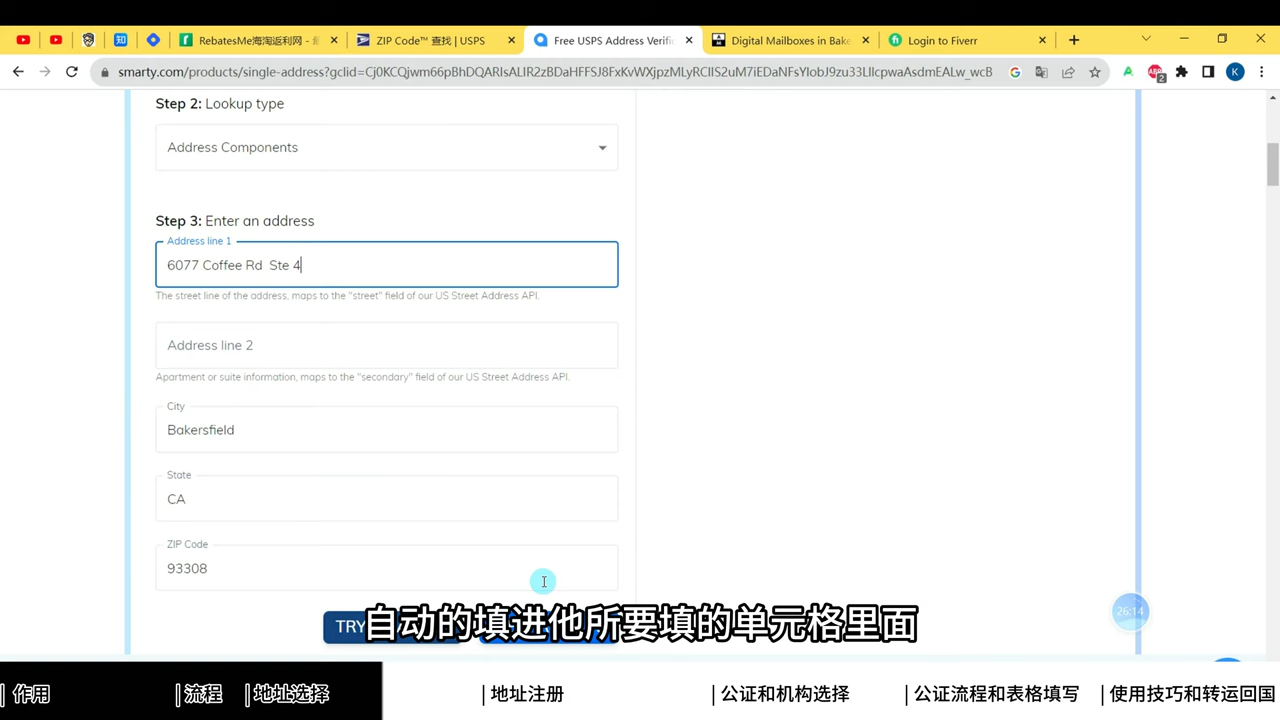 RebatesMe海淘返利网 -
ZIP Code™ 查找 | USPS
Free USPS Address Verific
Digital Mailboxes in Bake
Login to Fiverr
smarty.com/products/single-address?gclid=
2
K
Step 2: Lookup type
Address Components
Step 3: Enter an address
Address line 1
6077 Coffee Rd  Ste 4
The street line of the address, maps to the "street" field of our US Street Address API.
Address line 2
Apartment or suite information, maps to the "secondary" field of our US Street Address API.
City
Bakersfield
State
CA
ZIP Code
93308
TRY
自动的填进他所要填的单元格里面
26:14
| 作用 | 流程 | 地址选择 | 地址注册 | 公证和机构选择 | 公证流程和表格填写 | 使用技巧和转运回国